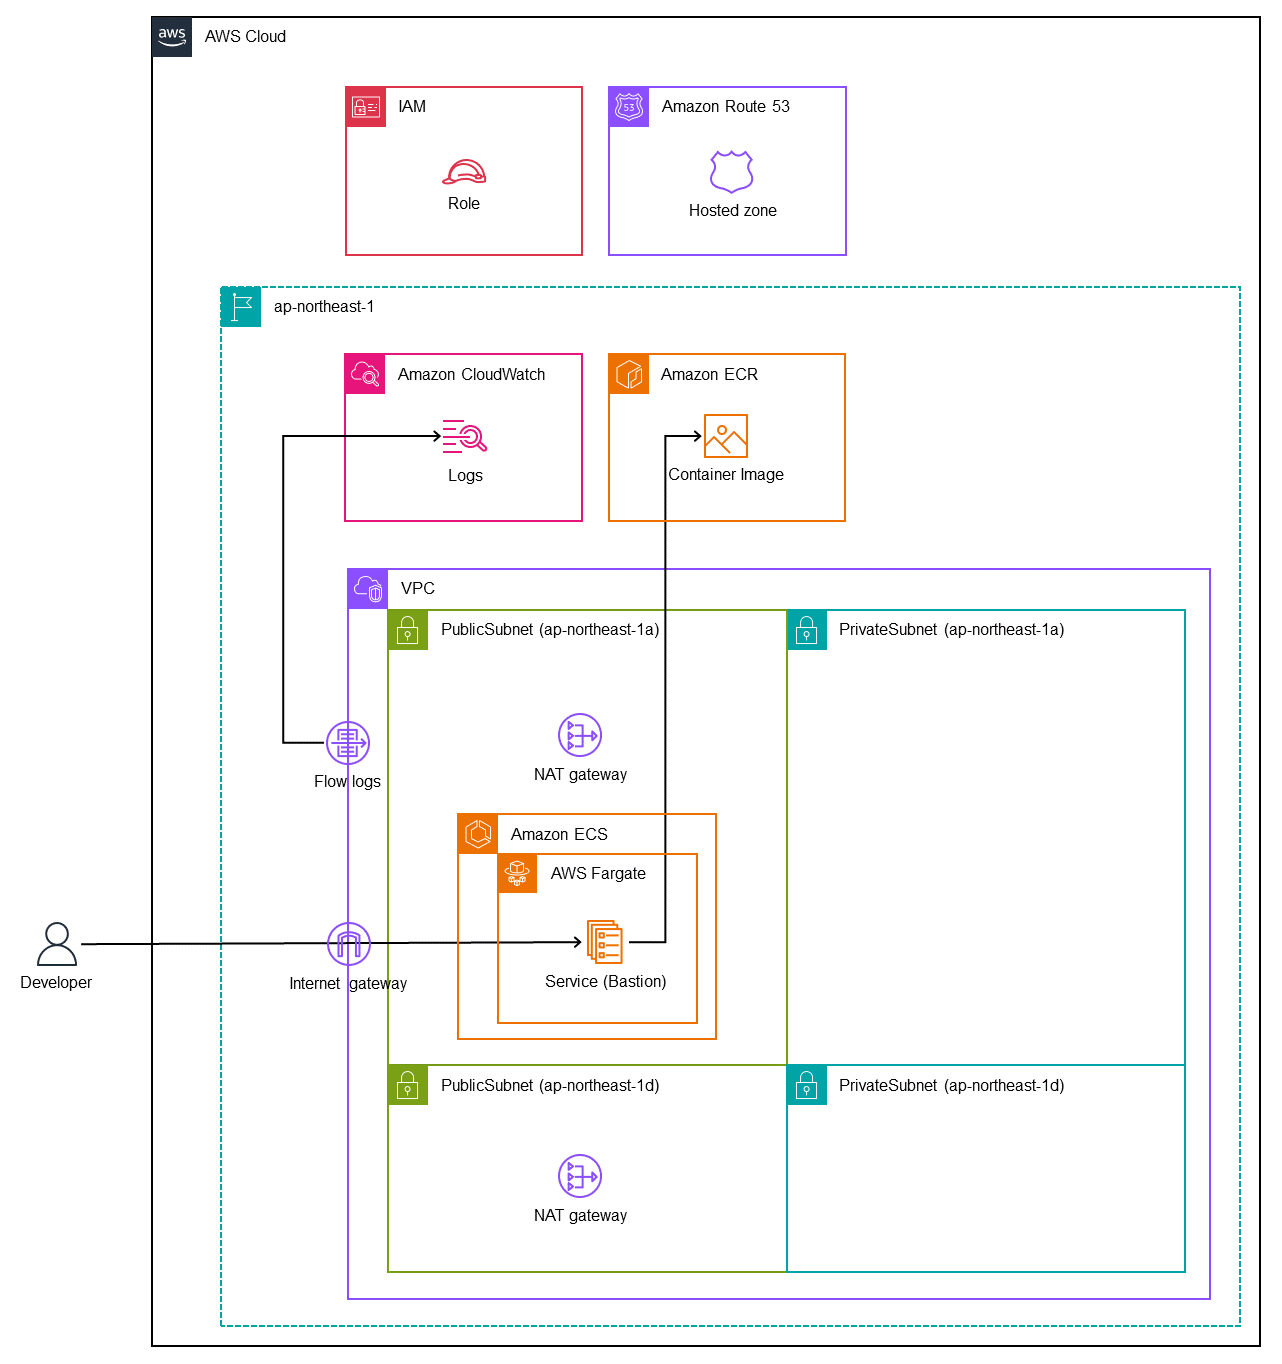 aws
AWS Cloud
IAM
Role
53
Amazon Route 53
Hosted zone
ap-northeast-1
Amazon CloudWatch
Logs
Amazon ECR
Container Image
VPC
PublicSubnet (ap-northeast-1a)
PrivateSubnet (ap-northeast-1a)
NAT gateway
Flow logs
Amazon ECS
AWS Fargate
Service (Bastion)
Developer
Internet gateway
PublicSubnet (ap-northeast-1d)
PrivateSubnet (ap-northeast-1d)
NAT gateway